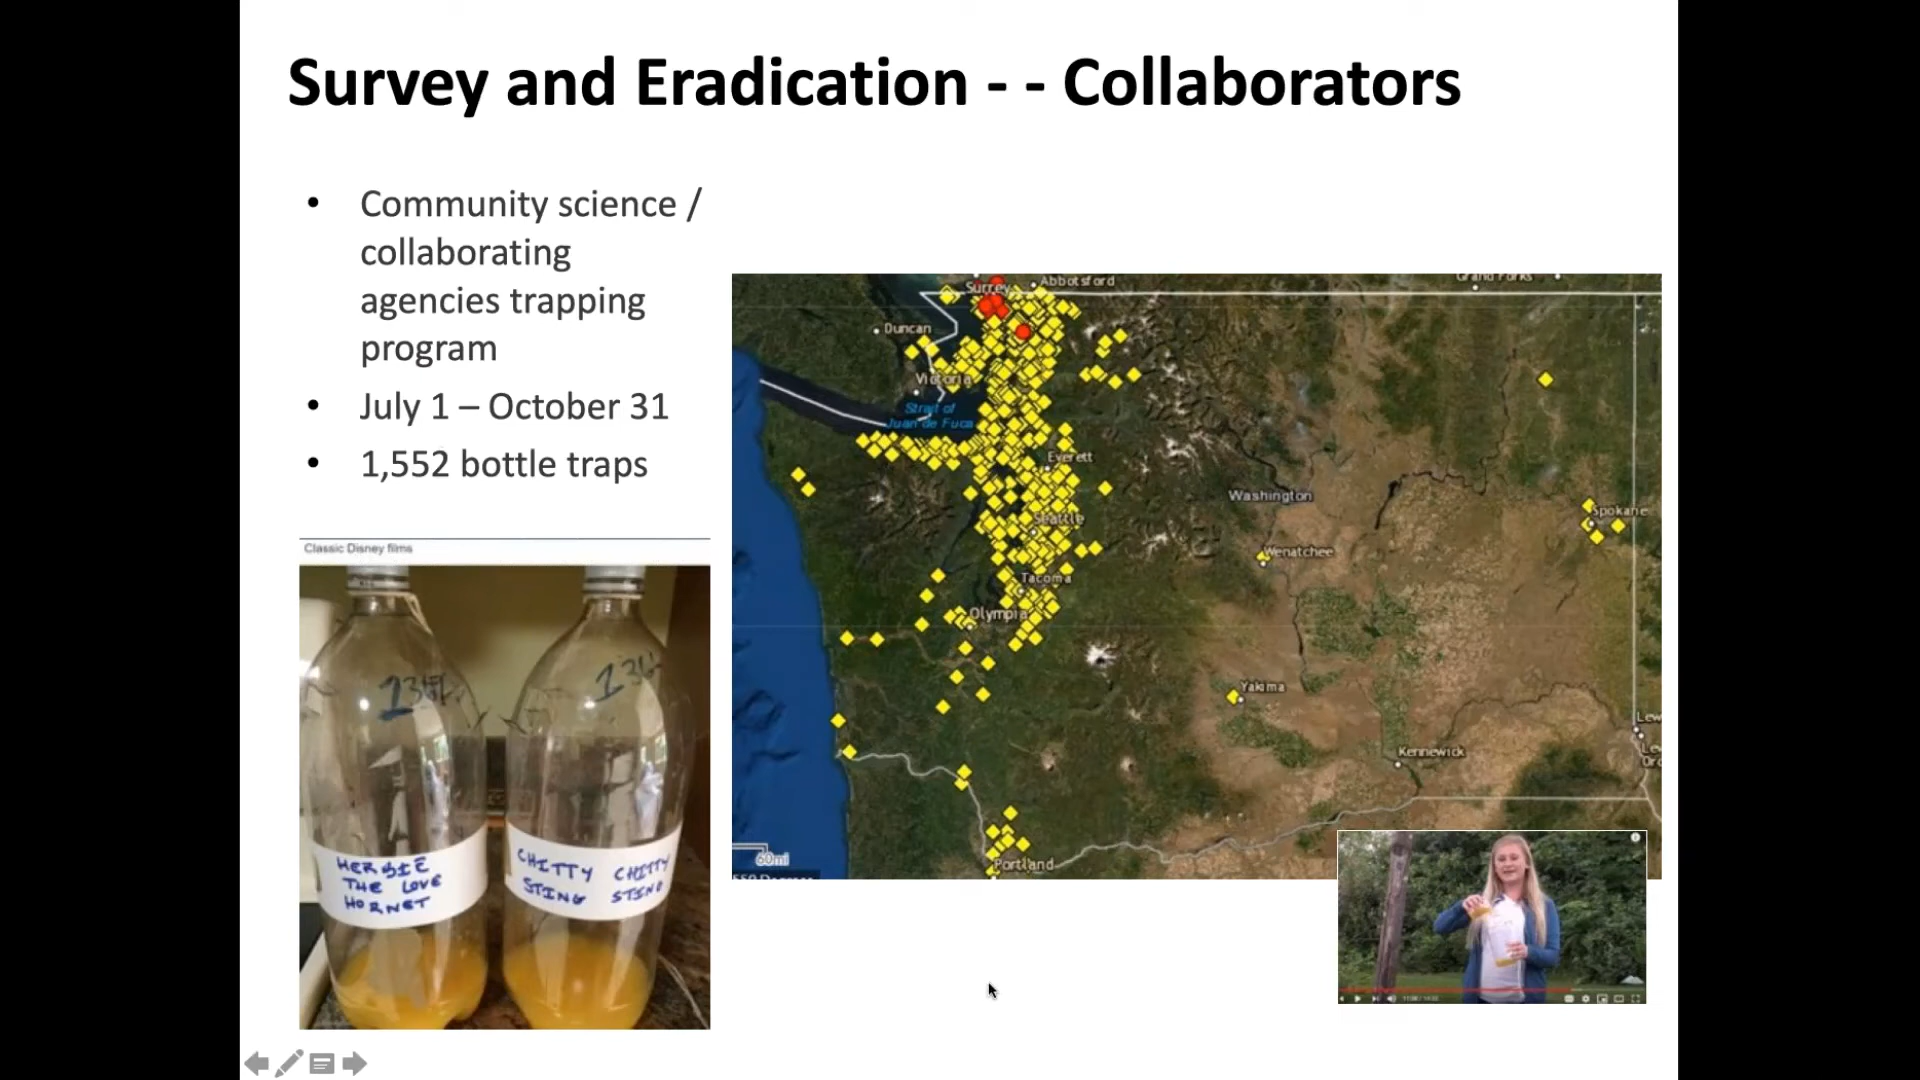 Survey and Eradication - - Collaborators
• Community science /
collaborating
agencies trapping
program
• July 1 – October 31
• 1,552 bottle traps
Classic Disney films
HERBIE
THE LOVE
HORNET
CHITTY CHITTY
STING STING
Surrey
Abbotsford
Grand Forks
Duncan
Victoria
Strait of
Juan de Fuca
Everett
Washington
Seattle
Spokane
Wenatchee
Tacoma
Olympia
Yakima
Lew
Kennewick
60mi
Portland